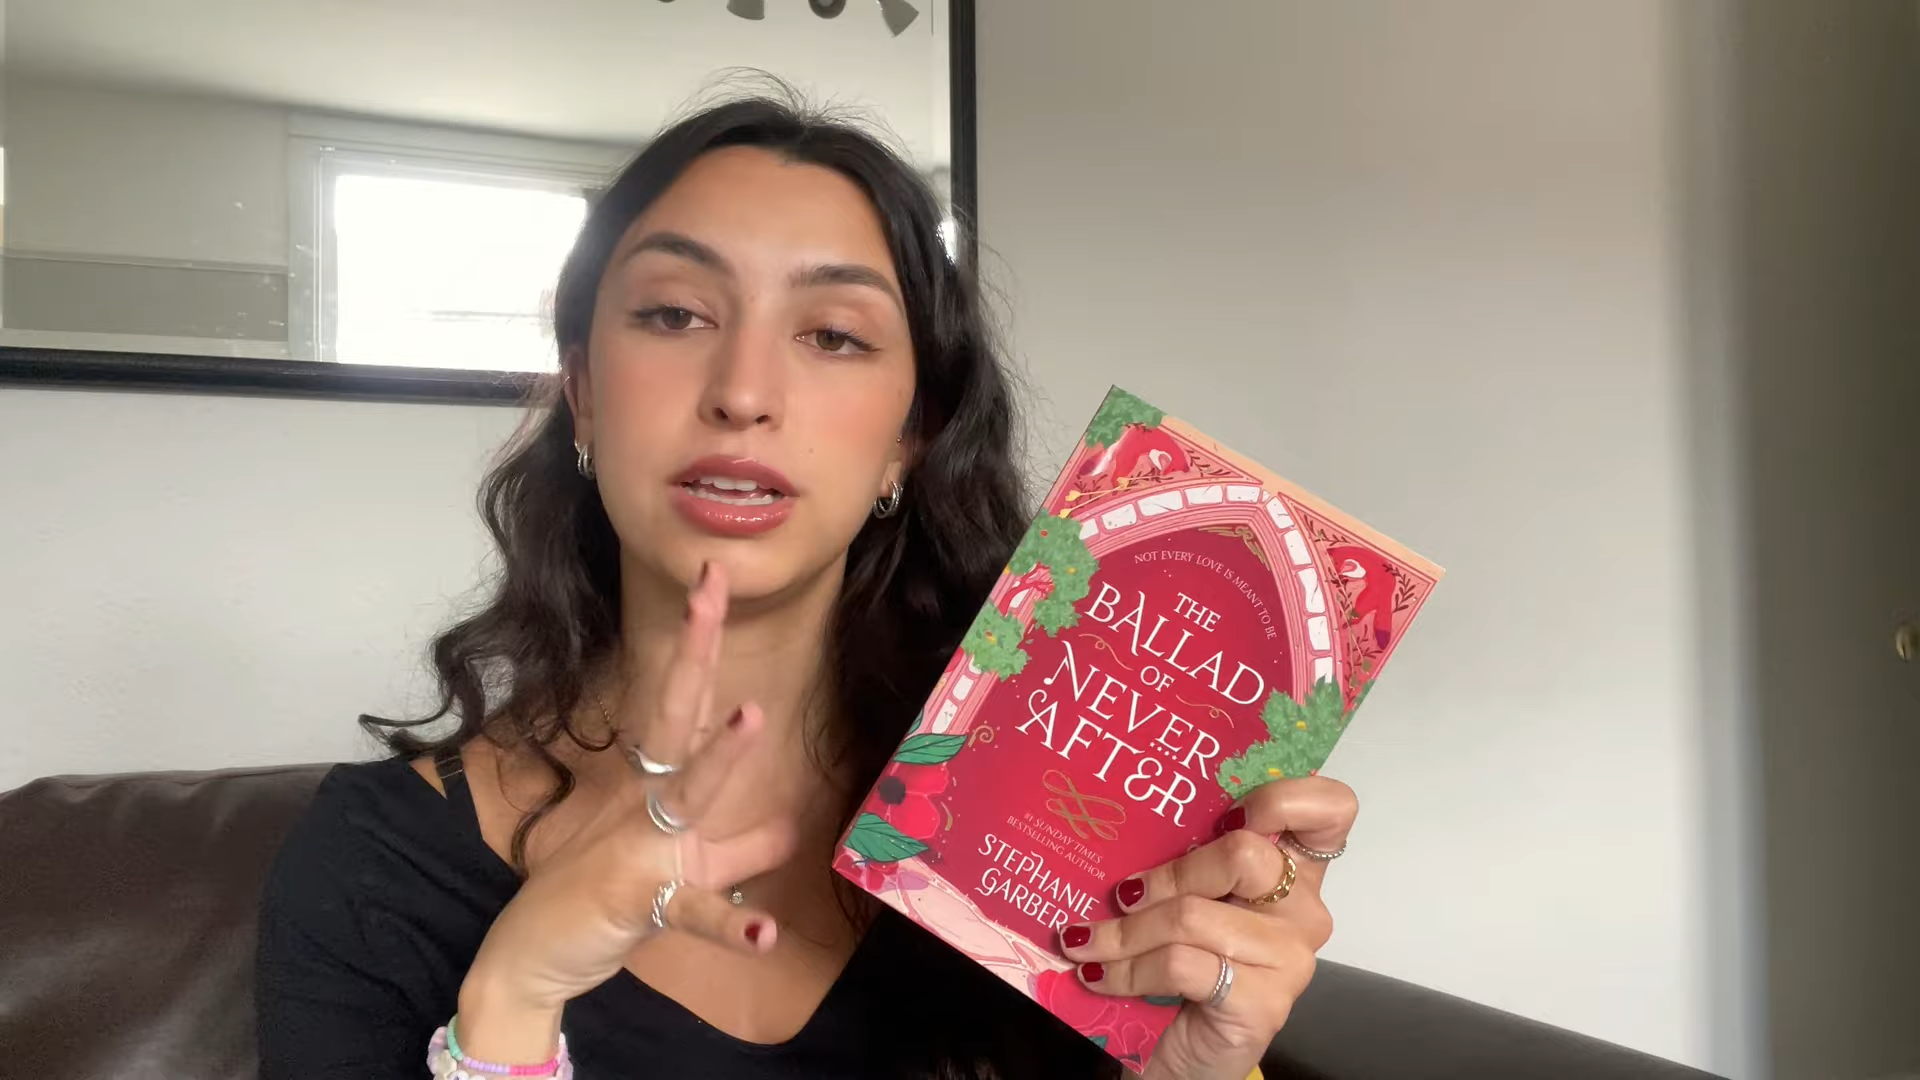 NOT EVERY LOVE IS MEANT TO BE
THE
BALLAD
OF
NEVER
AFTER
#1 SUNDAY TIMES
BESTSELLING AUTHOR
STEPHANIE
GARBER